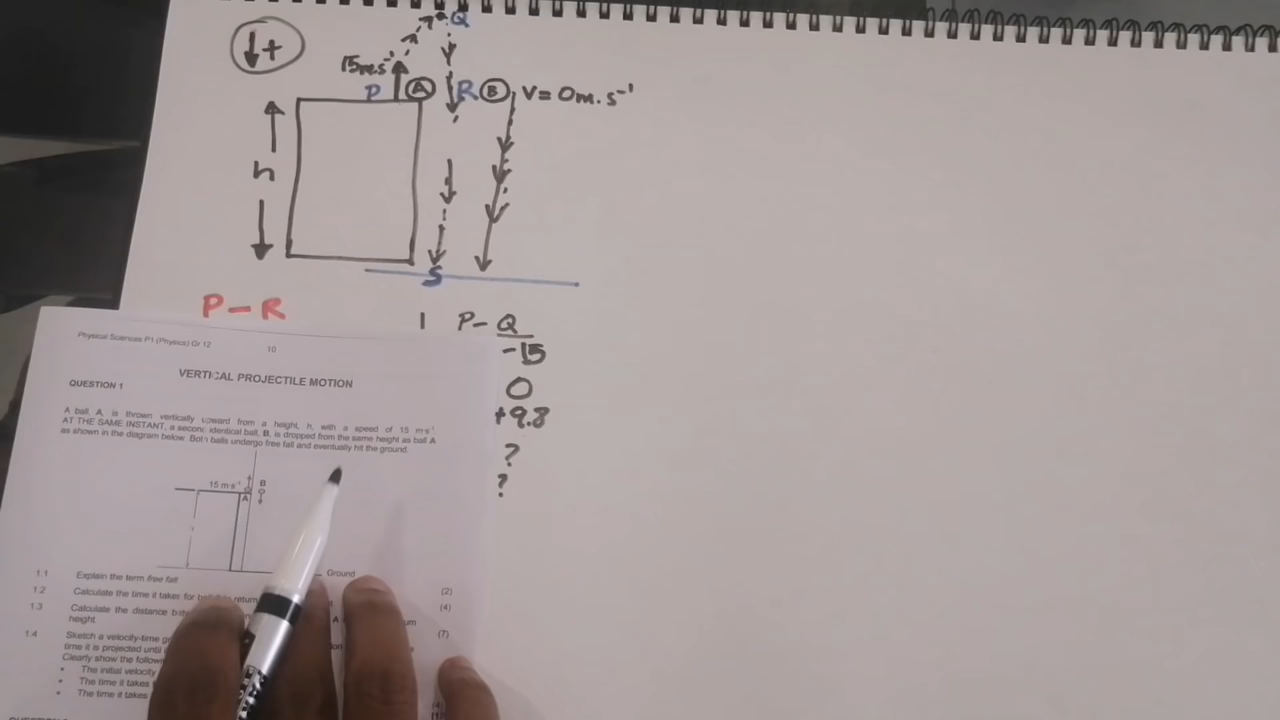 ↓+
Q
15m.s⁻¹
P A R B V = 0m.s⁻¹
h
S
P - R
1 P - Q
-15
0
+9.8
?
?
Physical Sciences P1 (Physics) Gr 12
10
VERTICAL PROJECTILE MOTION
QUESTION 1
A ball, A, is thrown vertically upward from a height, h, with a speed of 15 m·s⁻¹.
AT THE SAME INSTANT, a second identical ball, B, is dropped from the same height as ball A
as shown in the diagram below. Both balls undergo free fall and eventually hit the ground.
15 m·s⁻¹ B
A
Ground
1.1 Explain the term free fall (2)
1.2 Calculate the time it takes for (4)
1.3 Calculate the distance A
height. (7)
1.4 Sketch a velocity-time
time it is projected until
Clearly show the
• The initial velocity
• The time it takes
• The time it takes (4)